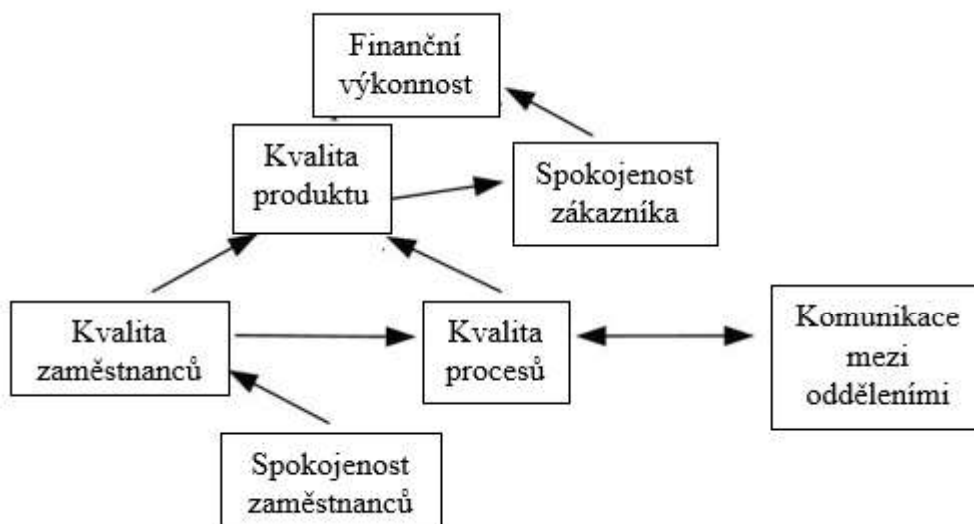 Finanční
výkonnost
Kvalita
produktu
Spokojenost
zákazníka
Kvalita
zaměstnanců
Kvalita
procesů
Komunikace
mezi
odděleními
Spokojenost
zaměstnanců